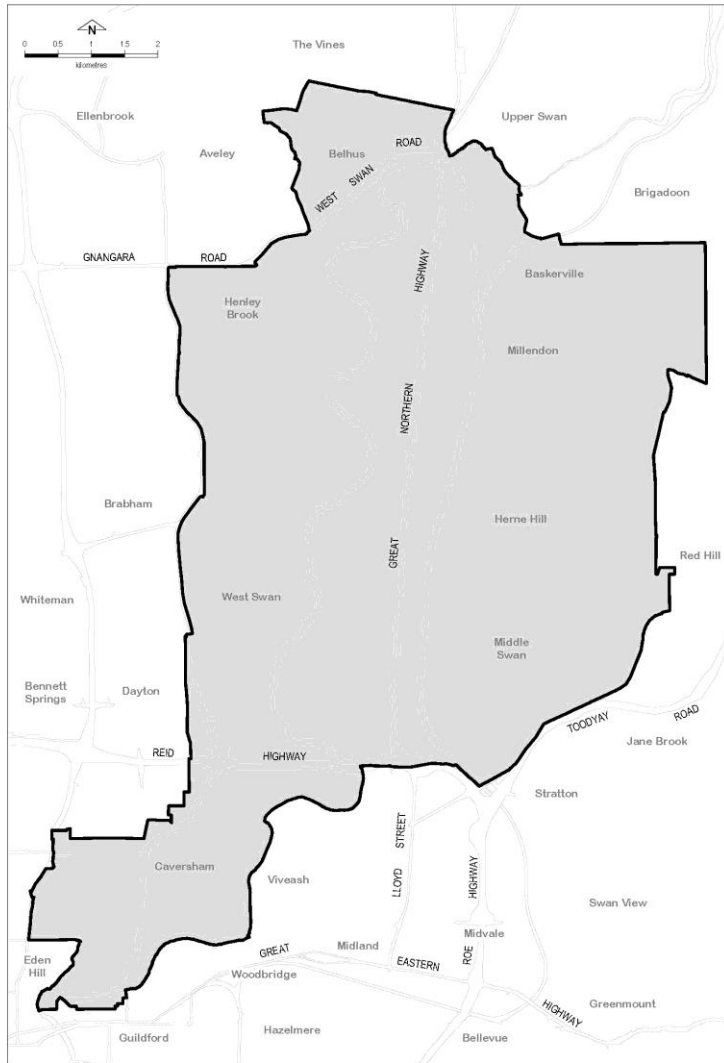 N
0 0.5 1 2
kilometres
The Vines
Ellenbrook
Upper Swan
Aveley
Belhus
ROAD
WEST SWAN
Brigadoon
GNANGARA ROAD
HIGHWAY
Baskerville
Henley
Brook
Millendon
NORTHERN
Brabham
Herne Hill
GREAT
Red Hill
Whiteman
West Swan
Middle
Swan
Bennett
Springs
Dayton
TOODYAY ROAD
Jane Brook
REID HIGHWAY
Stratton
LLOYD STREET
Caversham
Viveash
ROE HIGHWAY
Swan View
Midvale
Eden
Hill
GREAT EASTERN HIGHWAY
Midland
Woodbridge
Greenmount
Guildford
Hazelmere
Bellevue